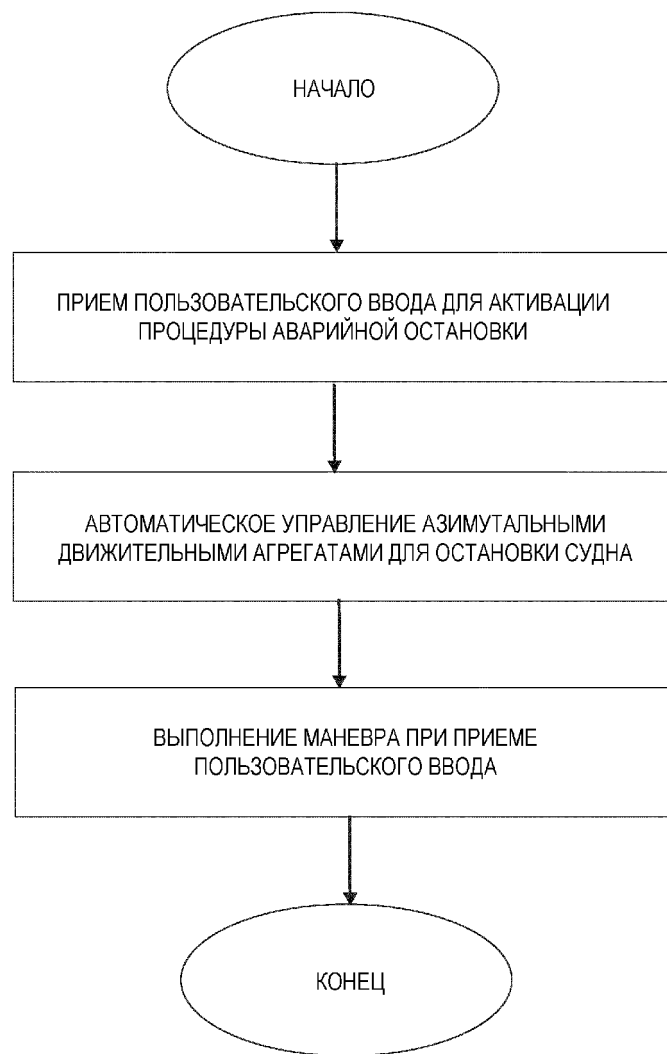 НАЧАЛО
ПРИЕМ ПОЛЬЗОВАТЕЛЬСКОГО ВВОДА ДЛЯ АКТИВАЦИИ
ПРОЦЕДУРЫ АВАРИЙНОЙ ОСТАНОВКИ
АВТОМАТИЧЕСКОЕ УПРАВЛЕНИЕ АЗИМУТАЛЬНЫМИ
ДВИЖИТЕЛЬНЫМИ АГРЕГАТАМИ ДЛЯ ОСТАНОВКИ СУДНА
ВЫПОЛНЕНИЕ МАНЕВРА ПРИ ПРИЕМЕ
ПОЛЬЗОВАТЕЛЬСКОГО ВВОДА
КОНЕЦ